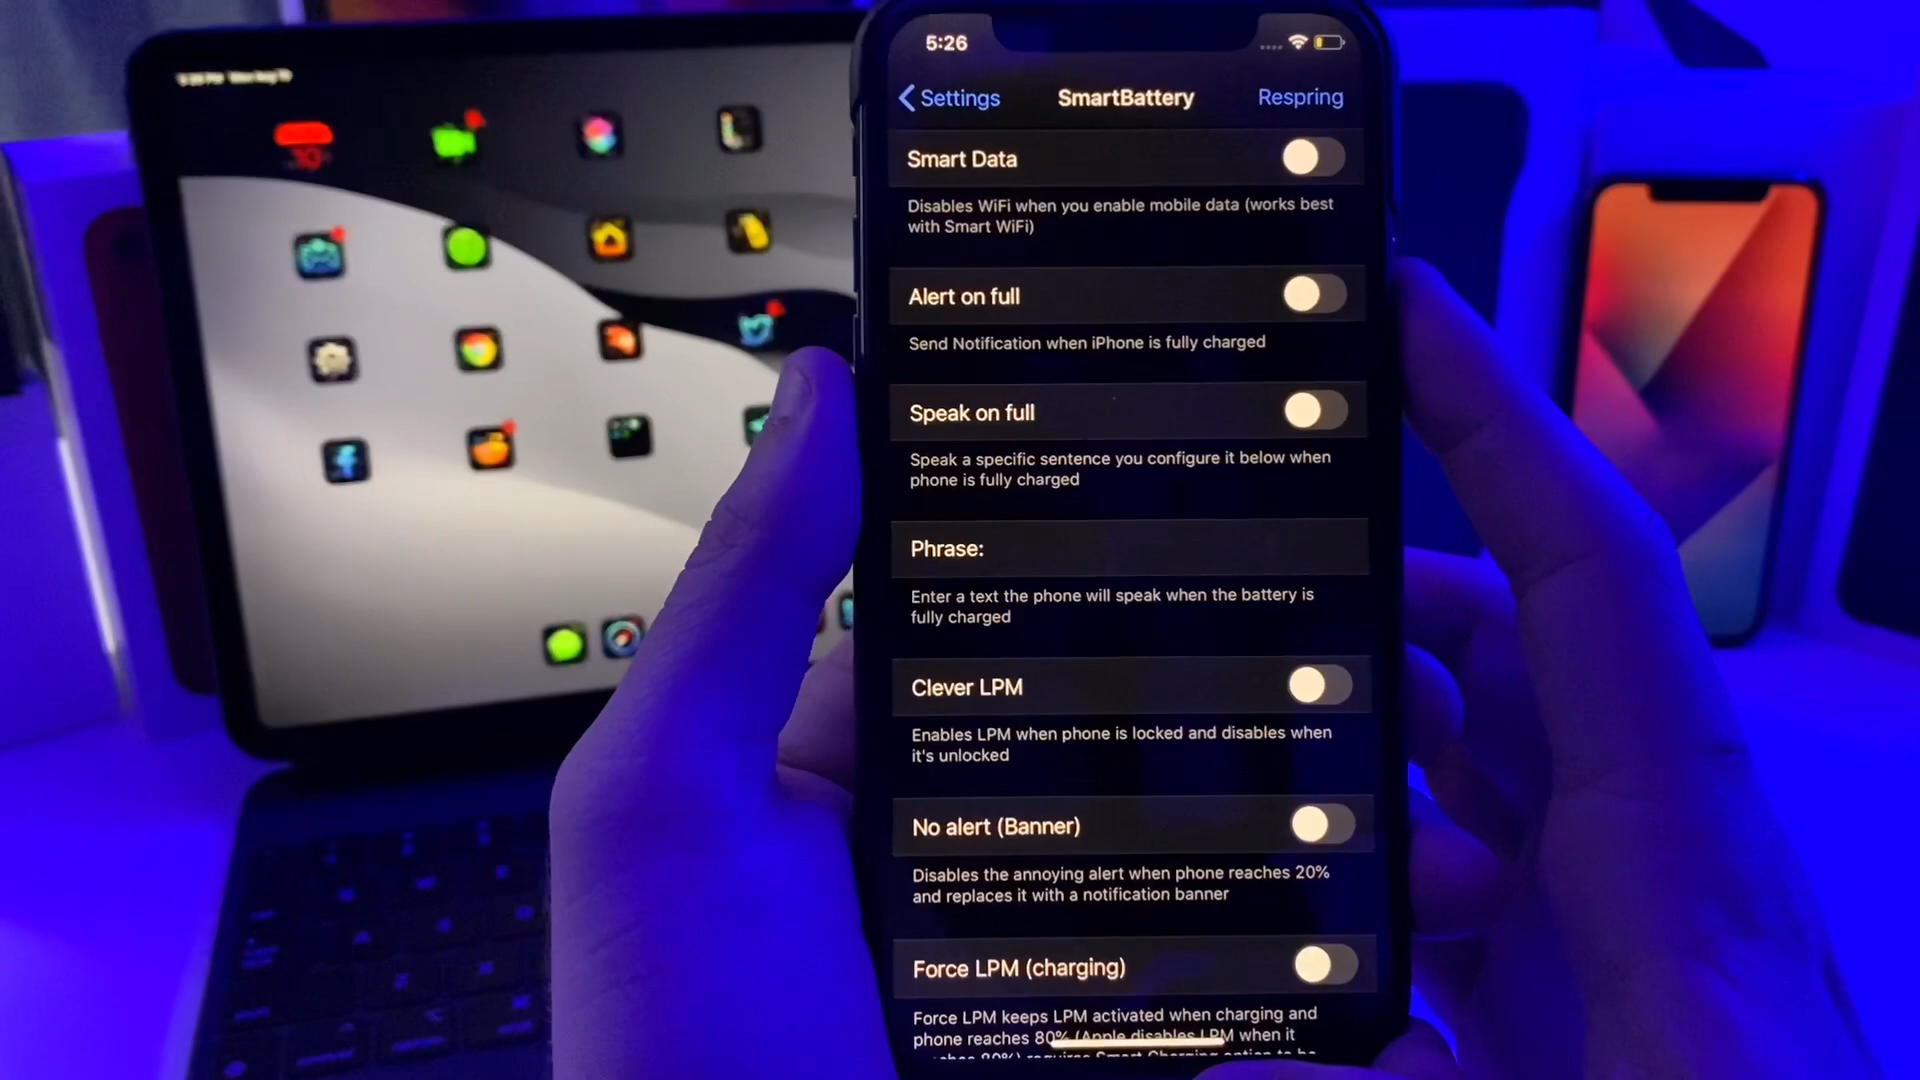 5:26
Settings
SmartBattery
Respring
Smart Data
Disables WiFi when you enable mobile data (works best
with Smart WiFi)
Alert on full
Send Notification when iPhone is fully charged
Speak on full
Speak a specific sentence you configure it below when
phone is fully charged
Phrase:
Enter a text the phone will speak when the battery is
fully charged
Clever LPM
Enables LPM when phone is locked and disables when
it's unlocked
No alert (Banner)
Disables the annoying alert when phone reaches 20%
and replaces it with a notification banner
Force LPM (charging)
Force LPM keeps LPM activated when charging and
phone reaches 80% (Apple disables LPM when it